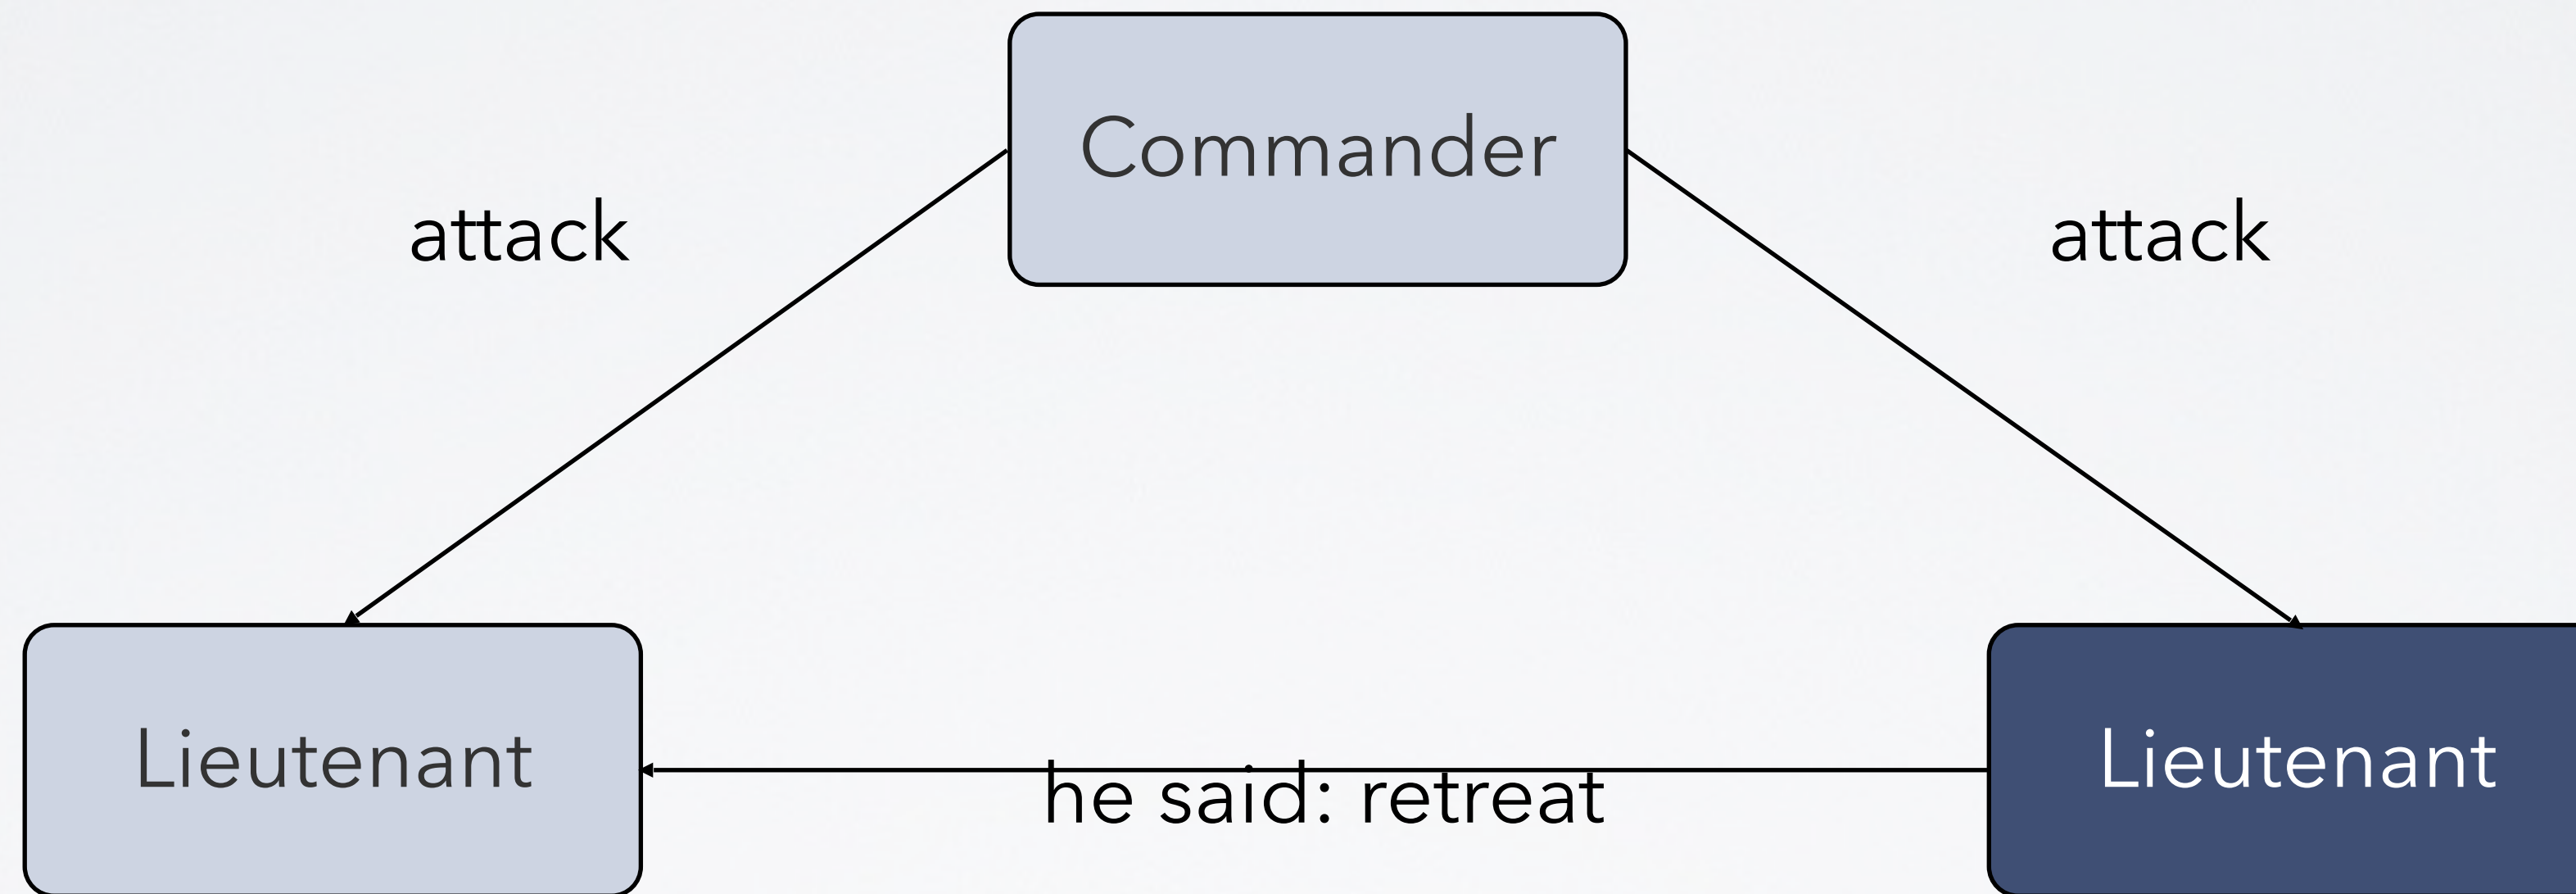 Commander
attack
attack
Lieutenant
he said: retreat
Lieutenant